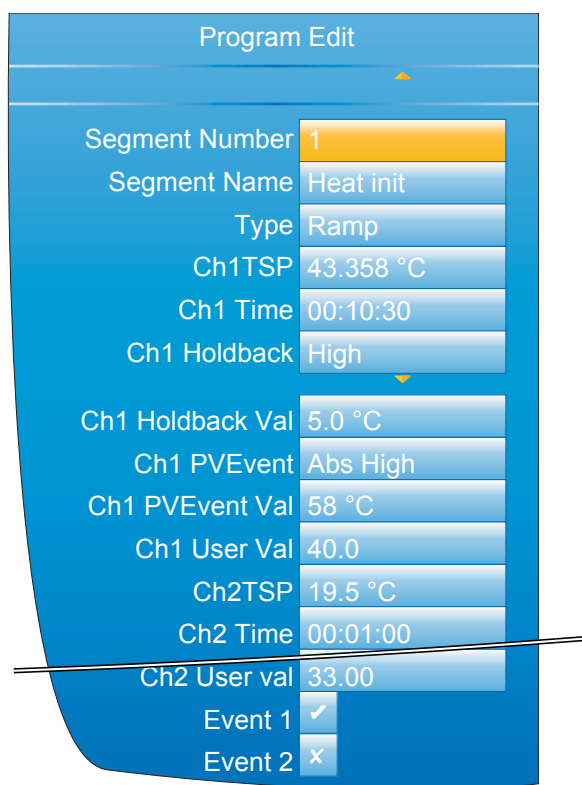 Program Edit
Segment Number 1
Segment Name Heat init
Type Ramp
Ch1TSP 43.358 °C
Ch1 Time 00:10:30
Ch1 Holdback High
Ch1 Holdback Val 5.0 °C
Ch1 PVEvent Abs High
Ch1 PVEvent Val 58 °C
Ch1 User Val 40.0
Ch2TSP 19.5 °C
Ch2 Time 00:01:00
Ch2 User val 33.00
Event 1 ✔
Event 2 ✘